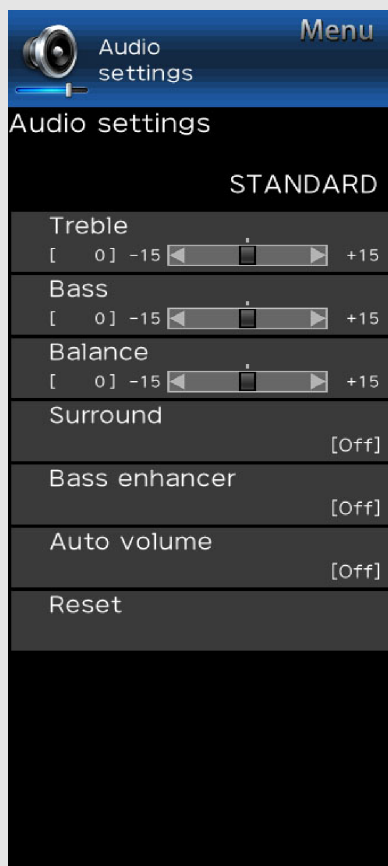 Menu
Audio
settings
Audio settings
STANDARD
Treble
[ 0] -15 +15
Bass
[ 0] -15 +15
Balance
[ 0] -15 +15
Surround
[Off]
Bass enhancer
[Off]
Auto volume
[Off]
Reset